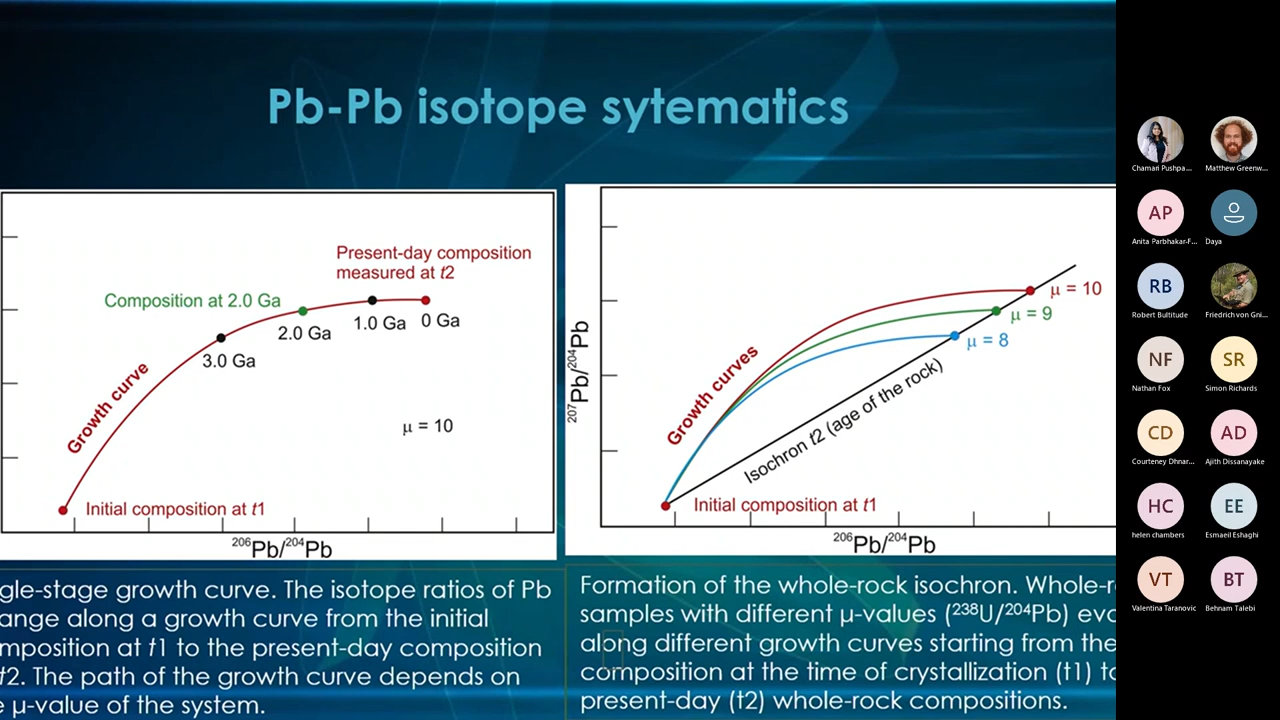 Pb-Pb isotope sytematics
Present-day composition
measured at t2
Composition at 2.0 Ga
2.0 Ga
1.0 Ga
0 Ga
3.0 Ga
Growth curve
μ = 10
Initial composition at t1
²⁰⁶Pb/²⁰⁴Pb
gle-stage growth curve. The isotope ratios of Pb
ange along a growth curve from the initial
mposition at t1 to the present-day composition
t2. The path of the growth curve depends on
e μ-value of the system.
²⁰⁷Pb/²⁰⁴Pb
μ = 10
μ = 9
μ = 8
Growth curves
Isochron t2 (age of the rock)
Initial composition at t1
²⁰⁶Pb/²⁰⁴Pb
Formation of the whole-rock isochron. Whole-r
samples with different μ-values (²³⁸U/²⁰⁴Pb) evo
along different growth curves starting from the
composition at the time of crystallization (t1) to
present-day (t2) whole-rock compositions.
Chamari Pushpa...
Matthew Greenw...
AP
Anita Parbhakar-F...
Daya
RB
Robert Bultitude
Friedrich von Gni...
NF
Nathan Fox
SR
Simon Richards
CD
Courteney Dhnar...
AD
Ajith Dissanayake
HC
helen chambers
EE
Esmaeil Eshaghi
VT
Valentina Taranovic
BT
Behnam Talebi